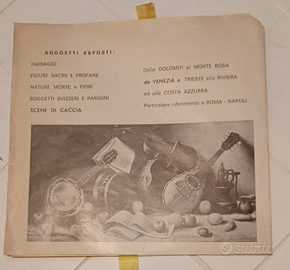 SOGGETTI ESPOSTI:
PAESAGGI
FIGURE SACRE E PROFANE
NATURE MORTE e FIORI
SOGGETTI SVIZZERI E PARIGINI
SCENE DI CACCIA
Dalle DOLOMITI al MONTE ROSA
da VENEZIA e TRIESTE alla RIVIERA
ed alla COSTA AZZURRA
Particolare riferimento a ROMA - NAPOLI
subito